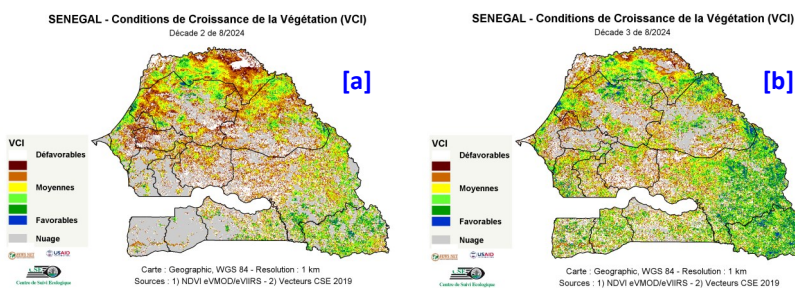 SENEGAL - Conditions de Croissance de la Végétation (VCI)
Décade 2 de 8/2024
[a]
VCI
Défavorables
Moyennes
Favorables
Nuage
USAID
Centre de Suivi Ecologique
Carte : Geographic, WGS 84 - Resolution : 1 km
Sources : 1) NDVI eVMOD/eVIIRS - 2) Vecteurs CSE 2019
SENEGAL - Conditions de Croissance de la Végétation (VCI)
Décade 3 de 8/2024
[b]
VCI
Défavorables
Moyennes
Favorables
Nuage
USAID
Centre de Suivi Ecologique
Carte : Geographic, WGS 84 - Resolution : 1 km
Sources : 1) NDVI eVMOD/eVIIRS - 2) Vecteurs CSE 2019